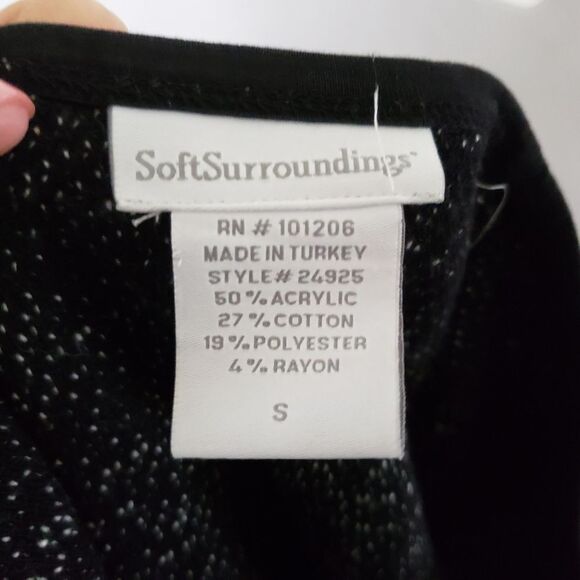 SoftSurroundings
RN # 101206
MADE IN TURKEY
STYLE# 24925
50 % ACRYLIC
27 % COTTON
19 % POLYESTER
4 % RAYON
S